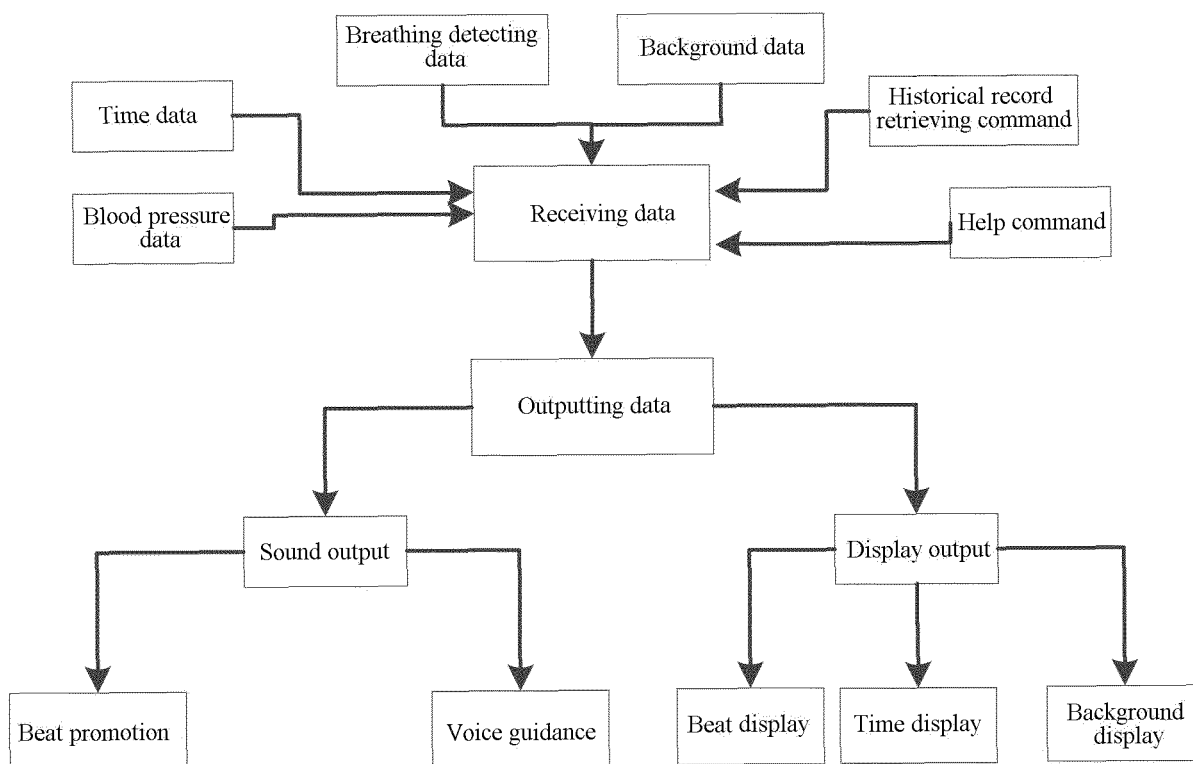 Breathing detecting
data
Background data
Time data
Historical record
retrieving command
Blood pressure
data
Receiving data
Help command
Outputting data
Sound output
Display output
Beat promotion
Voice guidance
Beat display
Time display
Background
display